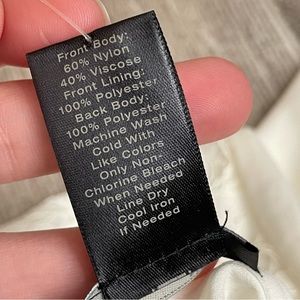 Front Body:
60% Nylon
40% Viscose
Front Lining:
100% Polyester
Back Body:
100% Polyester
Machine Wash
Cold With
Like Colors
Only Non-
Chlorine Bleach
When Needed
Line Dry
Cool Iron
If Needed